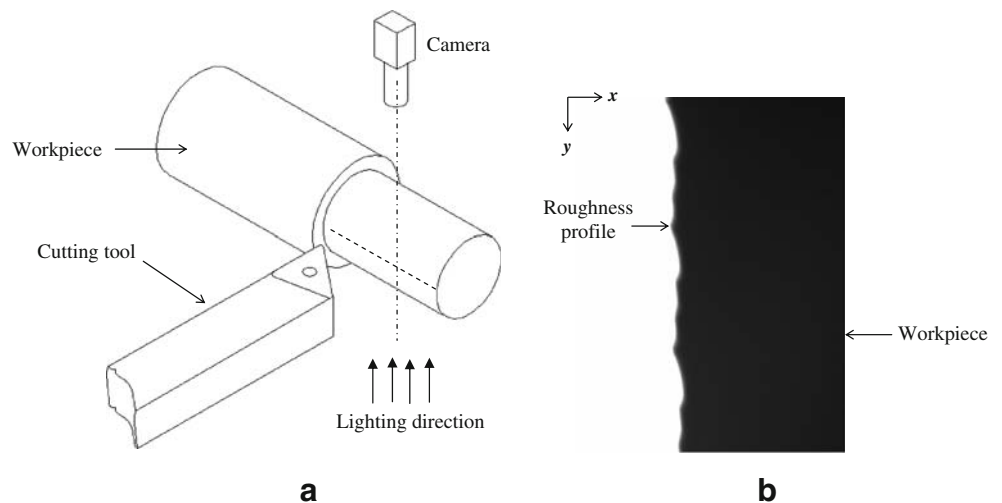 Camera
Workpiece
Cutting tool
Lighting direction
a
x
y
Roughness
profile
Workpiece
b